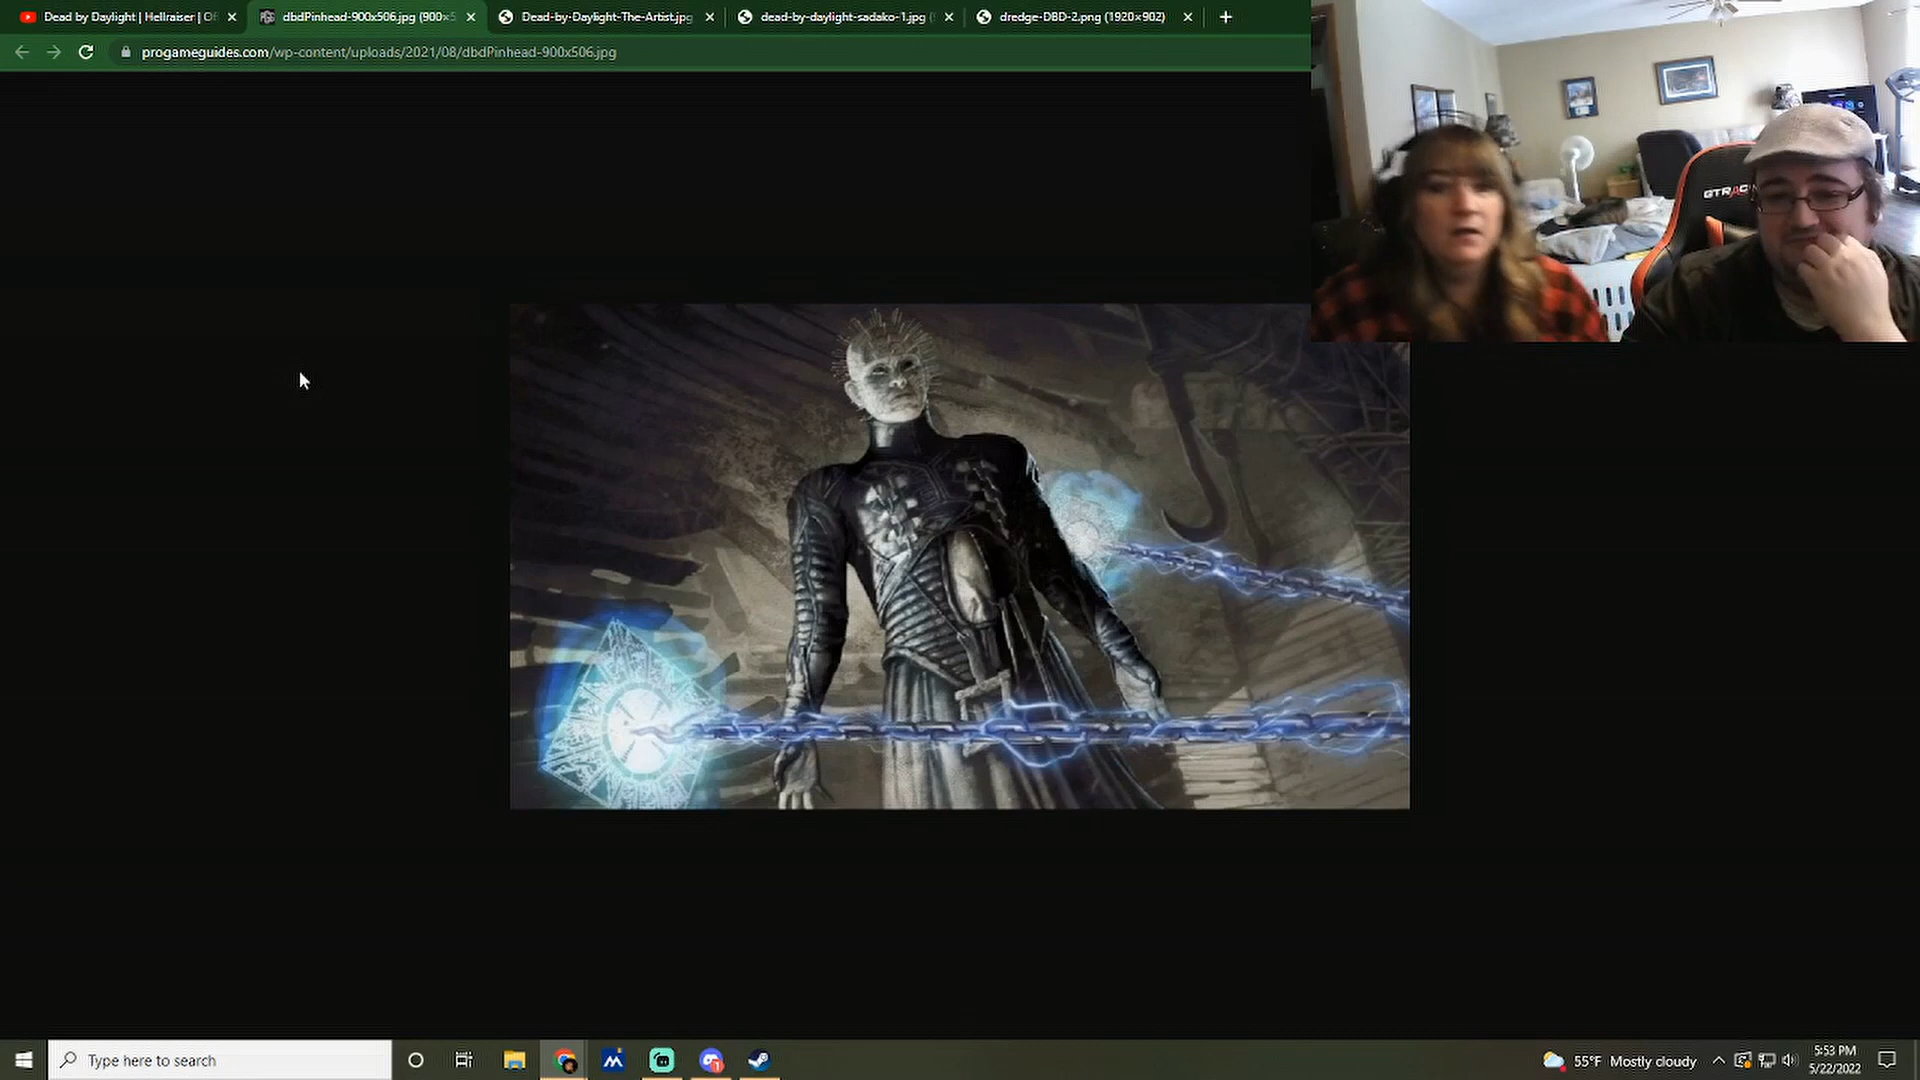 Dead by Daylight | Hellraiser | Of
dbdPinhead-900x506.jpg (900×5
Dead-by-Daylight-The-Artist.jpg
dead-by-daylight-sadako-1.jpg (
dredge-DBD-2.png (1920×902)
progameguides.com/wp-content/uploads/2021/08/dbdPinhead-900x506.jpg
GTRAC
Type here to search
55°F Mostly cloudy
5:53 PM
5/22/2022